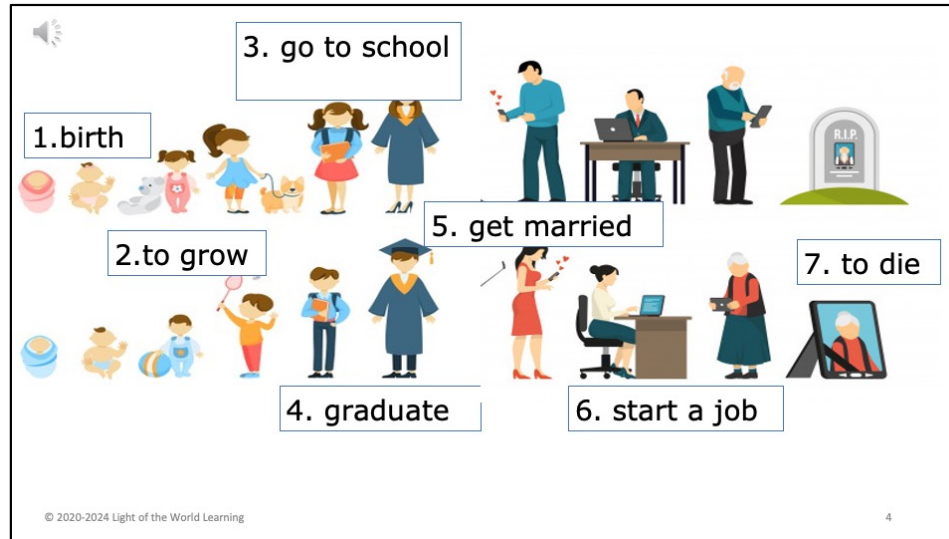 3. go to school
1.birth
R.I.P.
5. get married
2.to grow
7. to die
4. graduate
6. start a job
© 2020-2024 Light of the World Learning
4